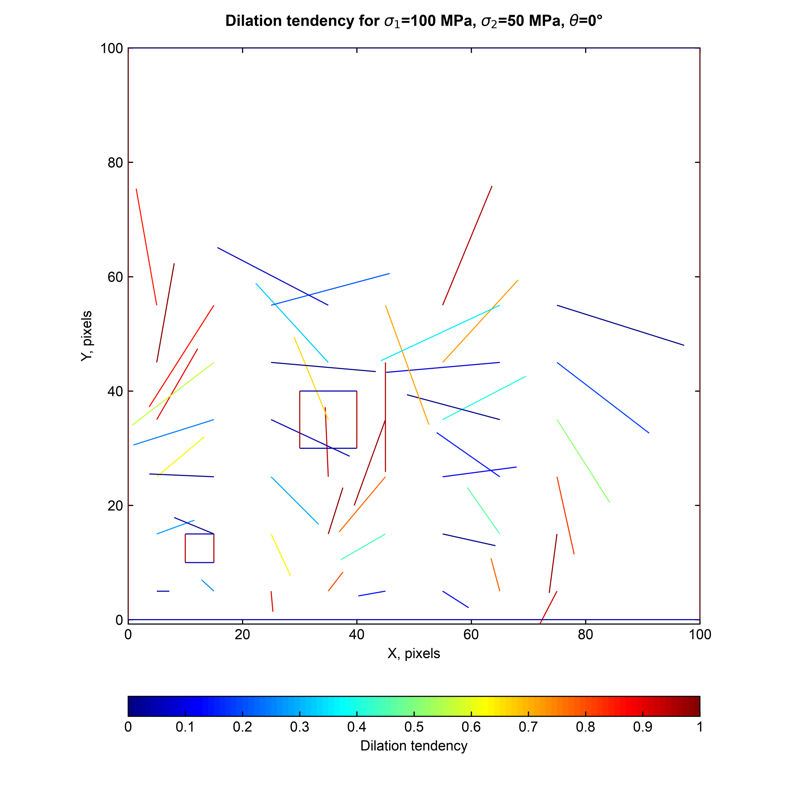 Dilation tendency for σ₁=100 MPa, σ₂=50 MPa, θ=0°
100
80
60
40
20
0
Y, pixels
0 20 40 60 80 100
X, pixels
0 0.1 0.2 0.3 0.4 0.5 0.6 0.7 0.8 0.9 1
Dilation tendency